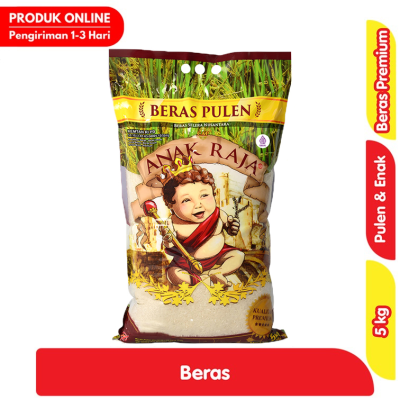 PRODUK ONLINE
Pengiriman 1-3 Hari
BERAS PULEN
ANAK RAJA
Beras Premium
Pulen & Enak
5 kg
Beras